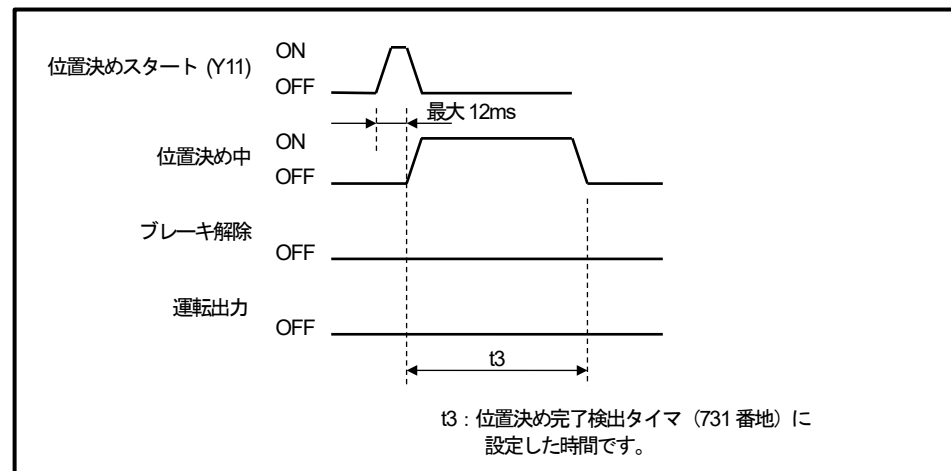 位置決めスタート (Y11)
ON
OFF
最大 12ms
位置決め中
ON
OFF
ブレーキ解除
OFF
運転出力
OFF
t3
t3：位置決め完了検出タイマ（731 番地）に
設定した時間です。